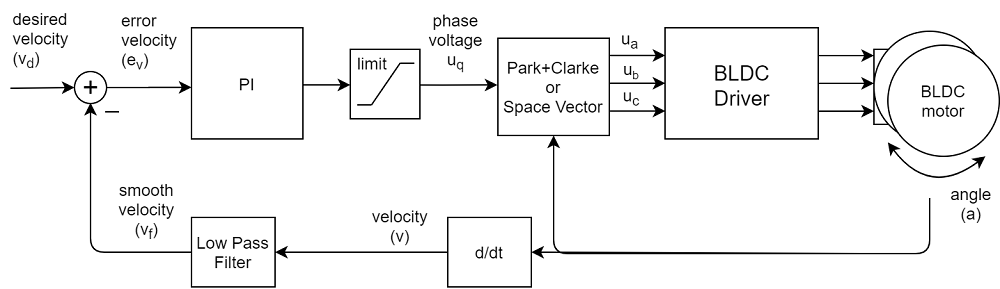 desired
velocity
(v_d)
error
velocity
(e_v)
+
–
PI
limit
phase
voltage
u_q
Park+Clarke
or
Space Vector
u_a
u_b
u_c
BLDC
Driver
BLDC
motor
angle
(a)
d/dt
velocity
(v)
Low Pass
Filter
smooth
velocity
(v_f)